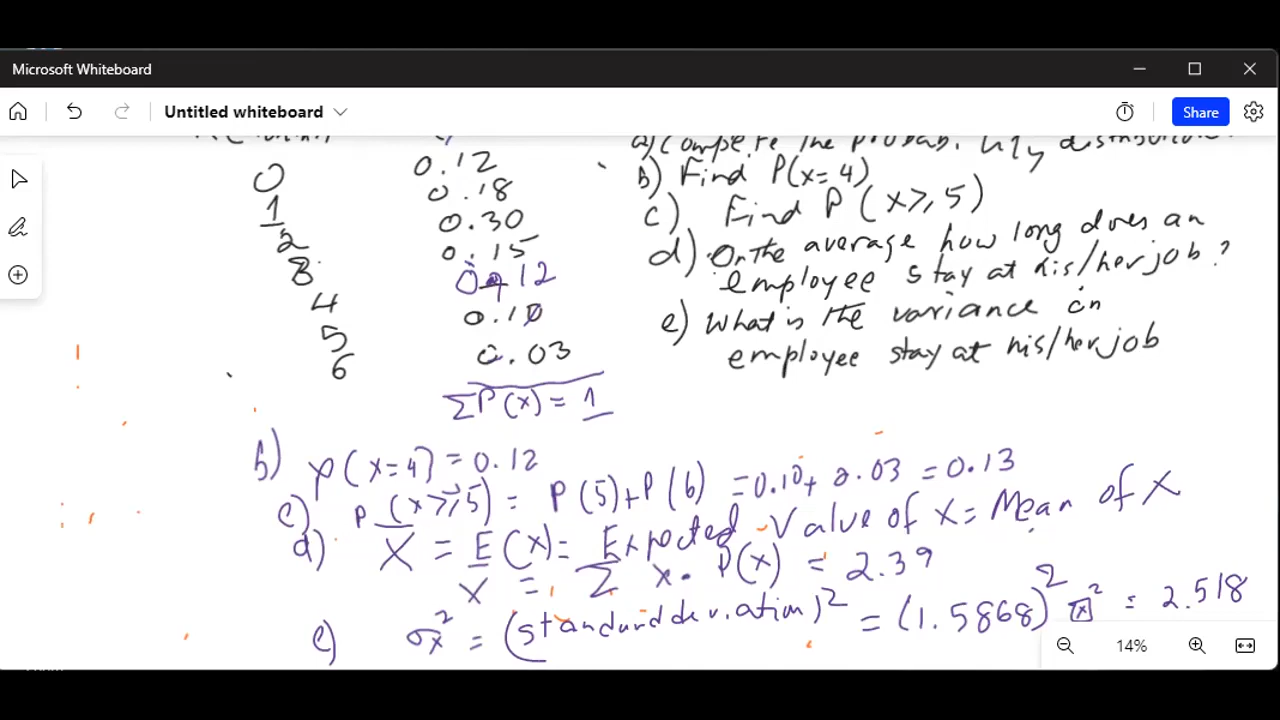 Microsoft Whiteboard
Untitled whiteboard
Share
a) Complete the probability distribution.
0 0.12
1 0.18
2 0.30
3 0.15
4 0.12
5 0.10
6 0.03
ΣP(x) = 1
b) Find P(x=4)
c) Find P(x≥5)
d) On the average how long does an
employee stay at his/her job?
e) What is the variance in
employee stay at his/her job
b) P(x=4) = 0.12
c) P(x≥5) = P(5)+P(6) = 0.10+0.03 = 0.13
d) X = E(x) = Expected Value of X = Mean of X
X = Σ x • P(x) = 2.39
e) σx² = (standard deviation)² = (1.5868)² = 2.518
14%